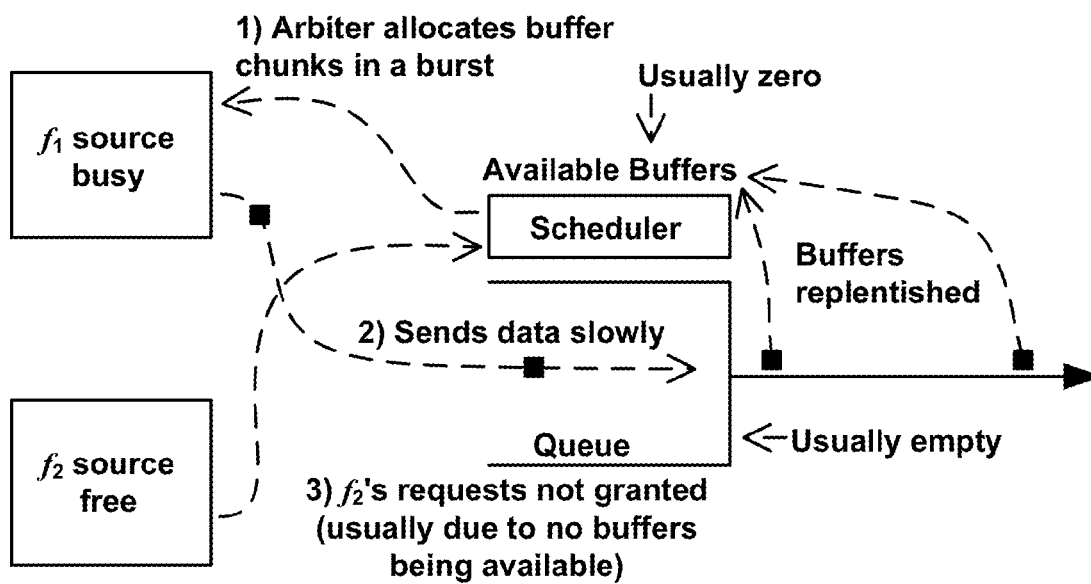 1) Arbiter allocates buffer
chunks in a burst
Usually zero
f1 source
busy
Available Buffers
Scheduler
Buffers
replentished
2) Sends data slowly
f2 source
free
Queue
Usually empty
3) f2's requests not granted
(usually due to no buffers
being available)